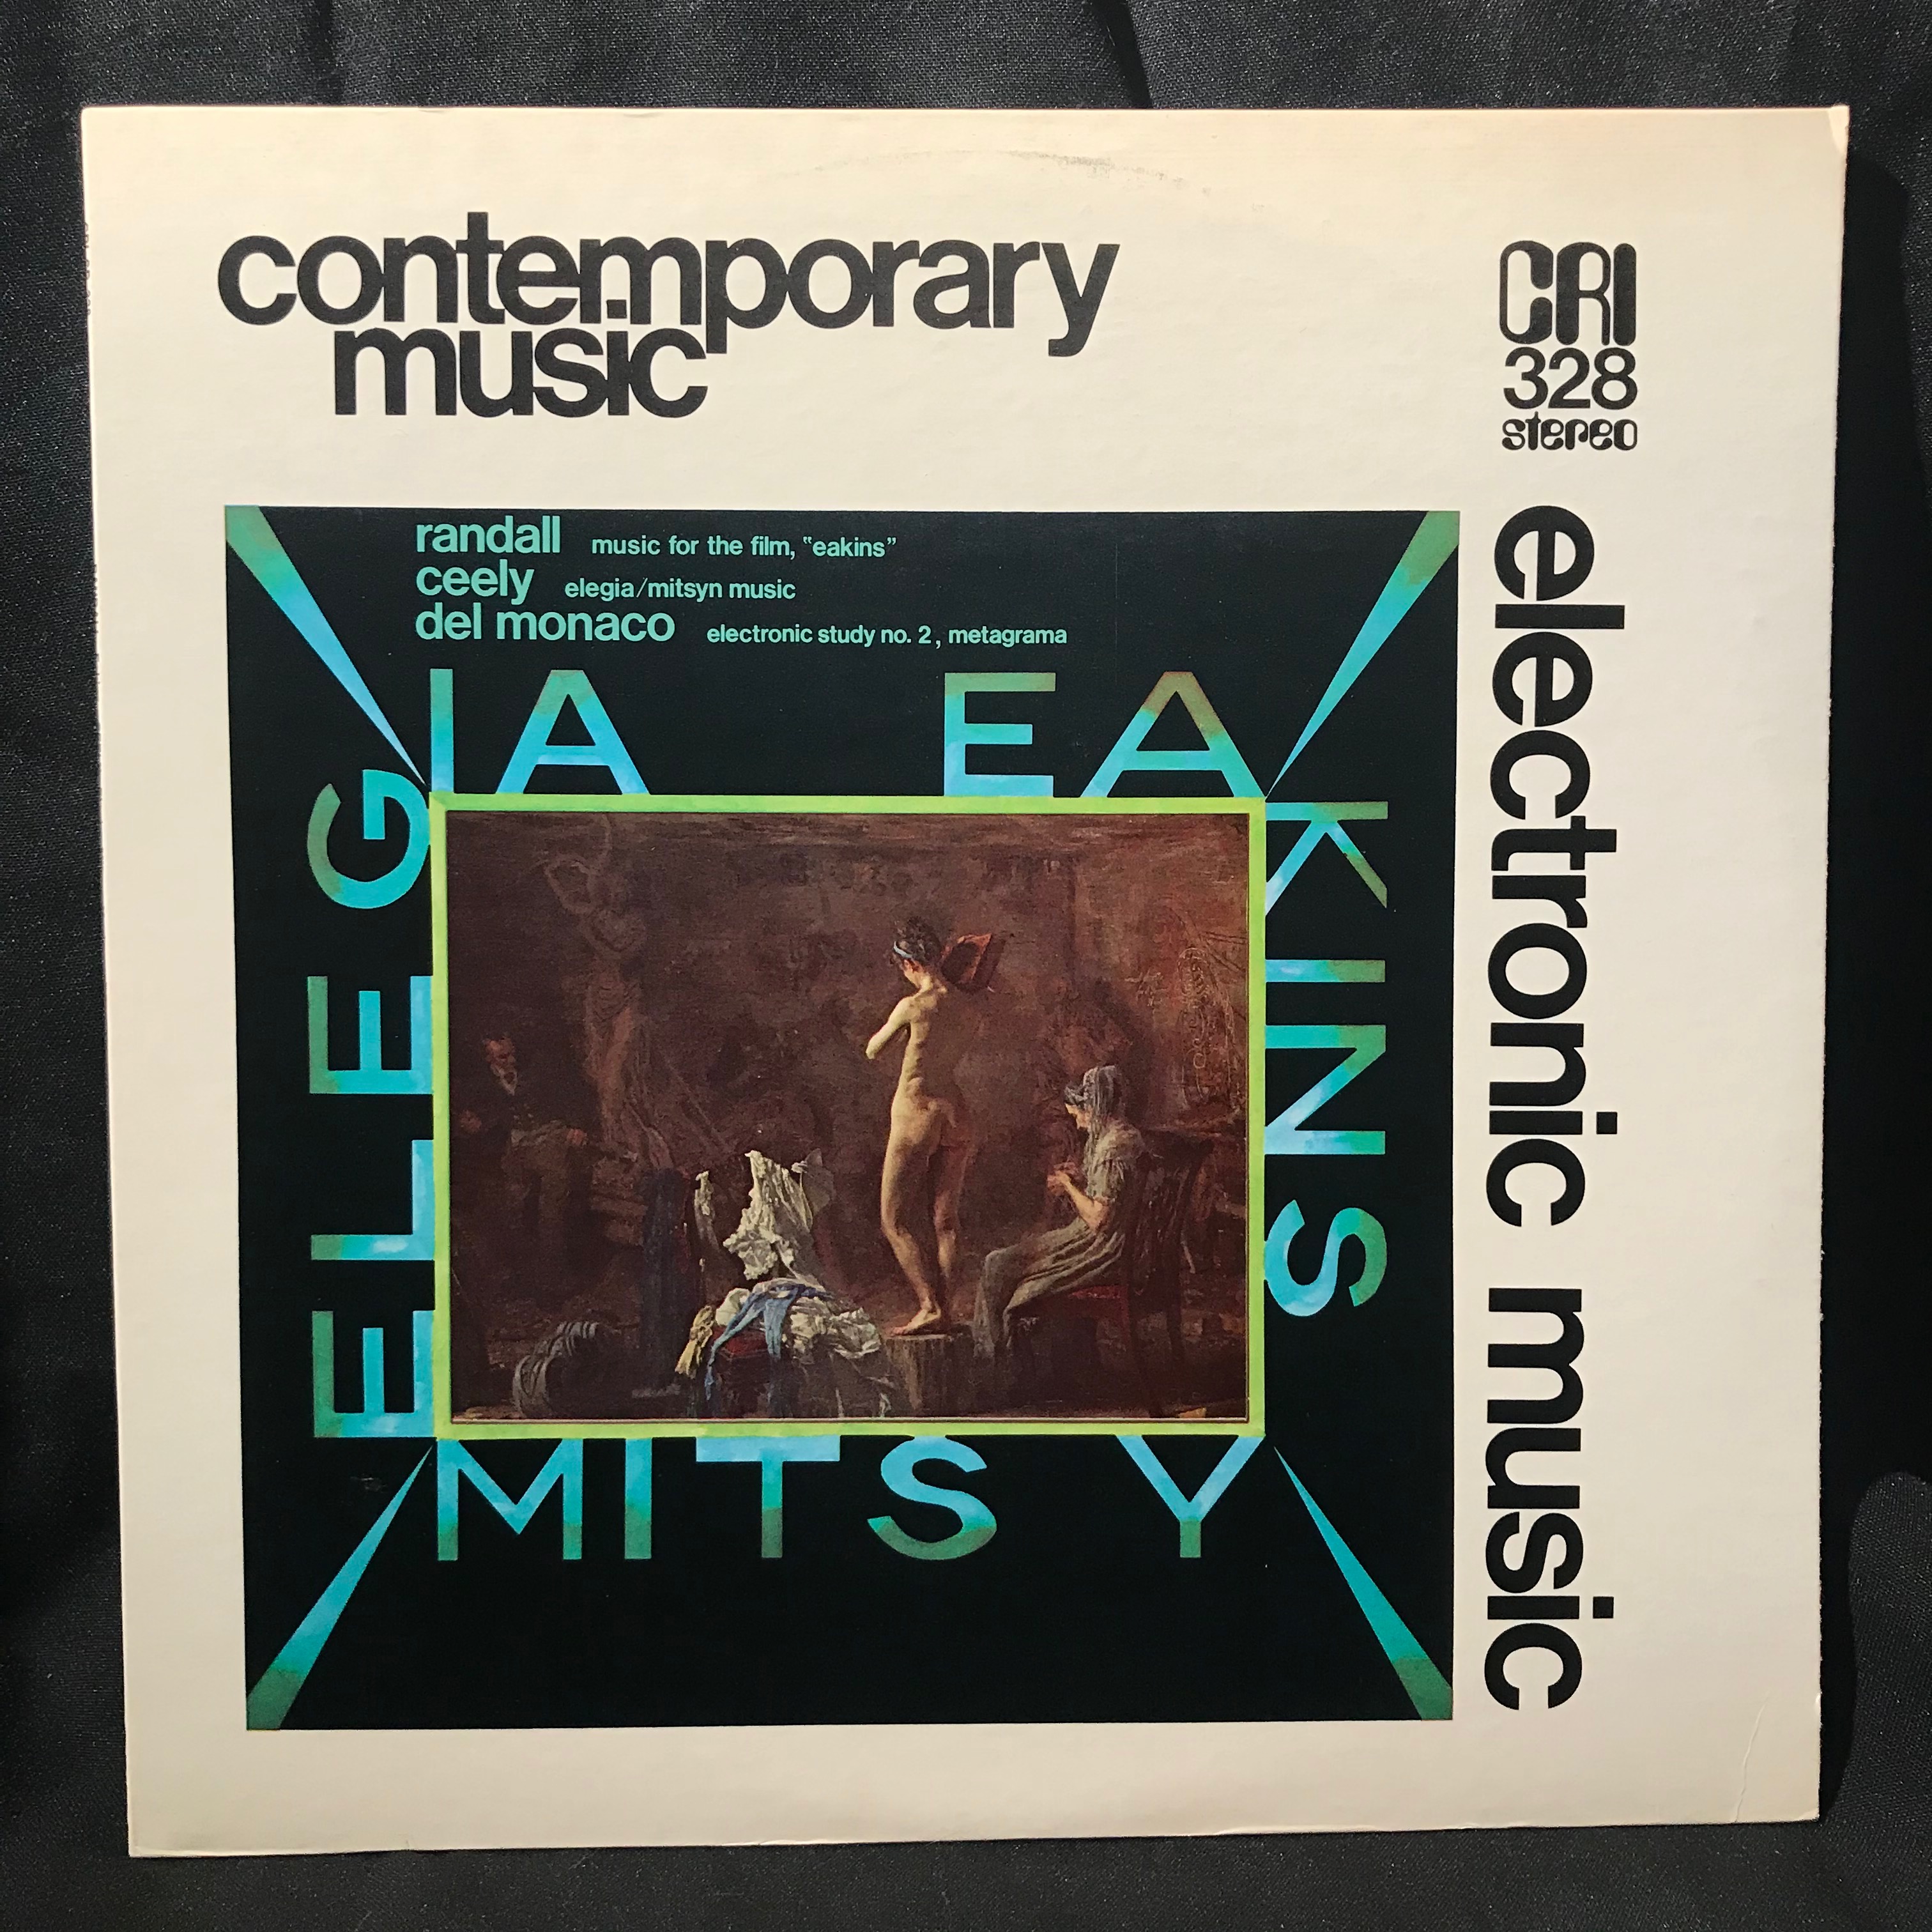 contemporary
music
CRI
328
stereo
randall music for the film, "eakins"
ceely elegia/mitsyn music
del monaco electronic study no. 2, metagrama
ELEGIA EAKINS
MITS Y
electronic music